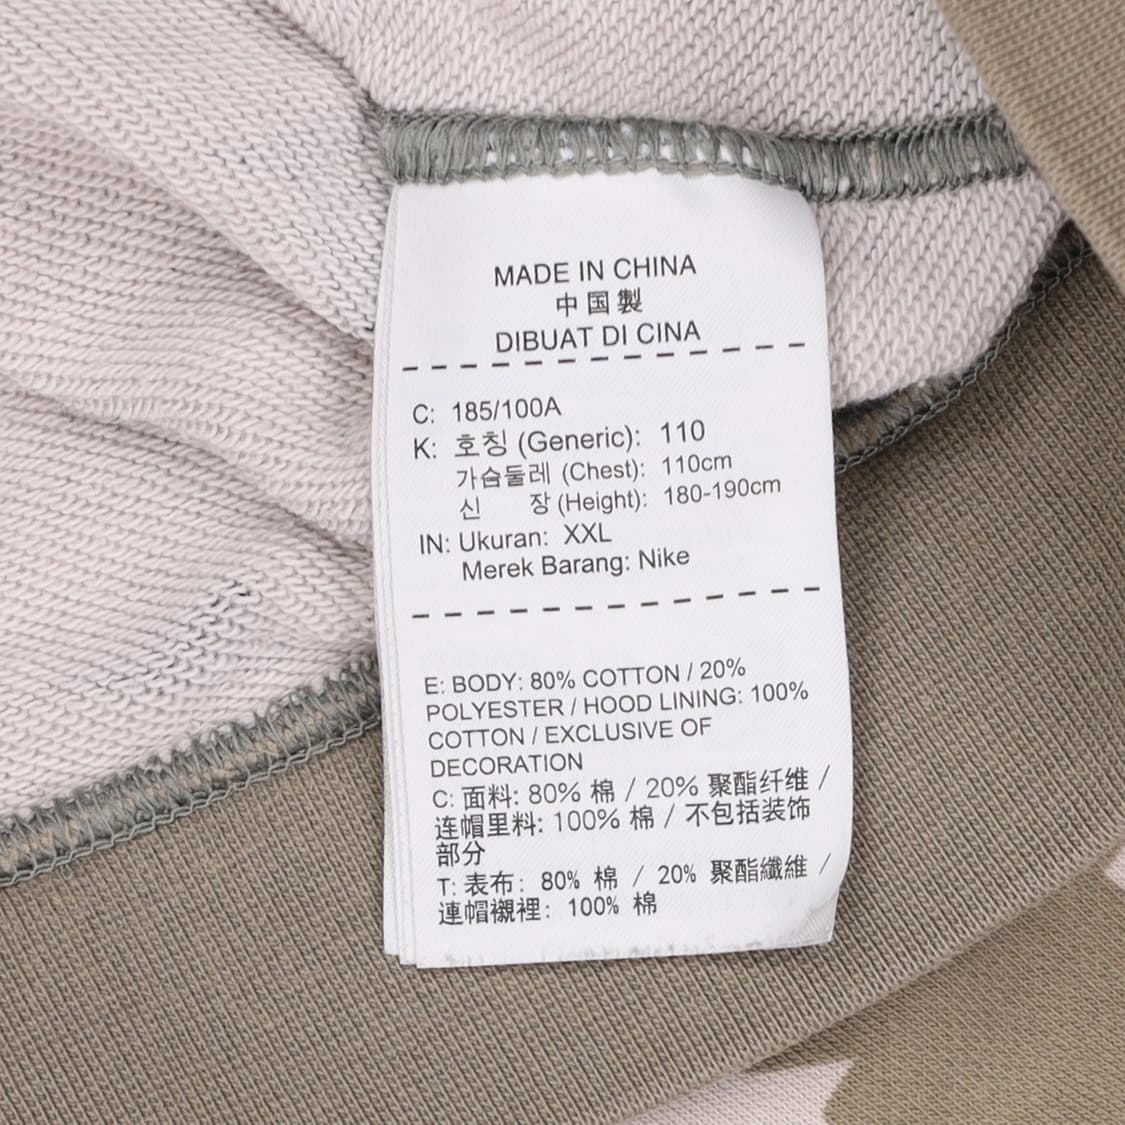 MADE IN CHINA
中国製
DIBUAT DI CINA
C: 185/100A
K: 호칭 (Generic): 110
가슴둘레 (Chest): 110cm
신 장 (Height): 180-190cm
IN: Ukuran: XXL
Merek Barang: Nike
E: BODY: 80% COTTON / 20%
POLYESTER / HOOD LINING: 100%
COTTON / EXCLUSIVE OF
DECORATION
C: 面料: 80% 棉 / 20% 聚酯纤维 /
连帽里料: 100% 棉 / 不包括装饰
部分
T: 表布: 80% 棉 / 20% 聚酯纖維 /
連帽襯裡: 100% 棉